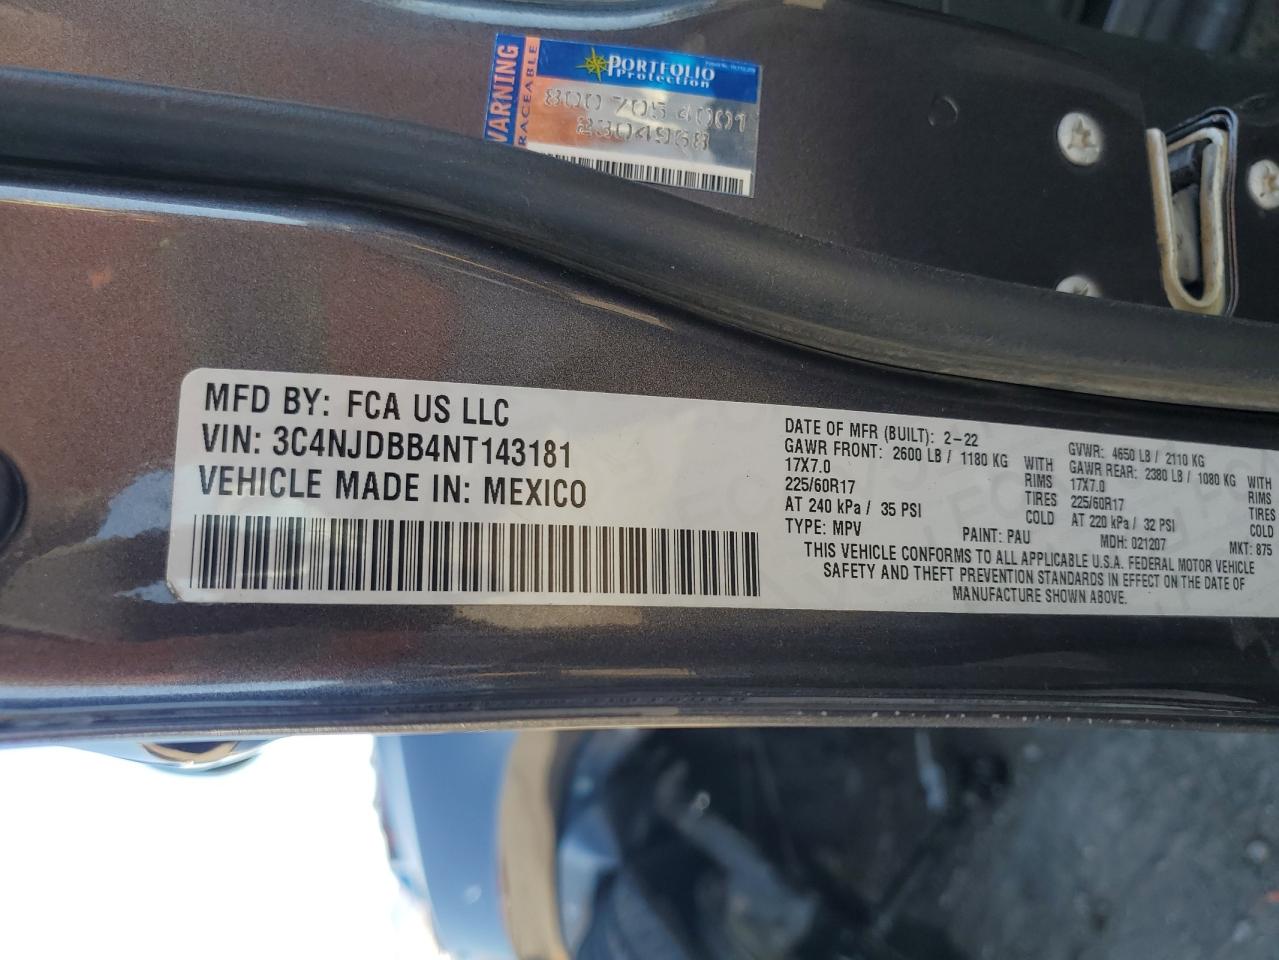 WARNING
TRACEABLE
PORTFOLIO
Protection
800 705 4001
2304968
MFD BY: FCA US LLC
VIN: 3C4NJDBB4NT143181
VEHICLE MADE IN: MEXICO
DATE OF MFR (BUILT): 2-22 GVWR: 4650 LB / 2110 KG
GAWR FRONT: 2600 LB / 1180 KG WITH GAWR REAR: 2380 LB / 1080 KG WITH
17X7.0 RIMS 17X7.0 RIMS
225/60R17 TIRES 225/60R17 TIRES
AT 240 kPa / 35 PSI COLD AT 220 kPa / 32 PSI COLD
TYPE: MPV PAINT: PAU MDH: 021207 MKT: 875
THIS VEHICLE CONFORMS TO ALL APPLICABLE U.S.A. FEDERAL MOTOR VEHICLE
SAFETY AND THEFT PREVENTION STANDARDS IN EFFECT ON THE DATE OF
MANUFACTURE SHOWN ABOVE.